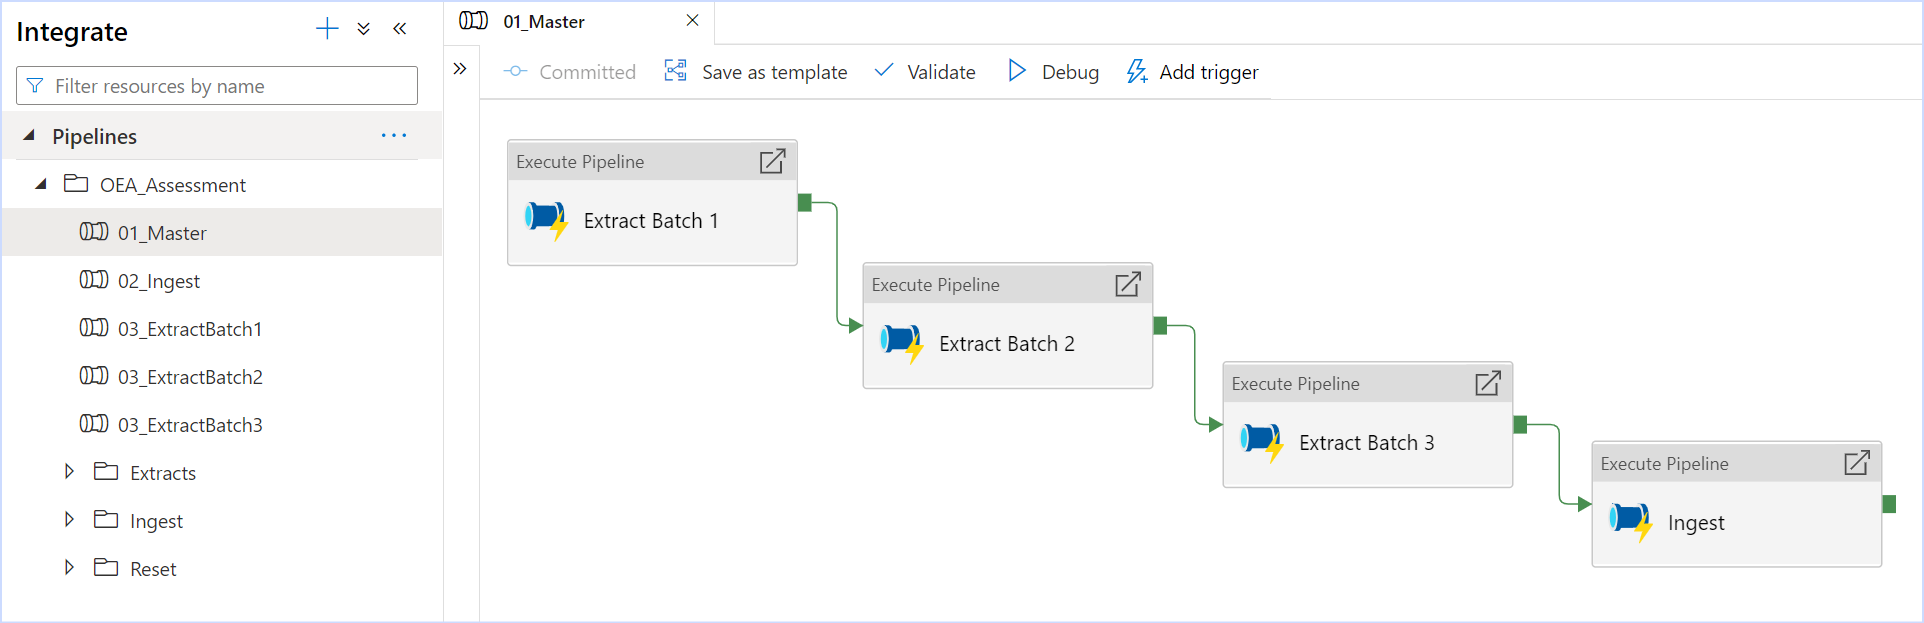 Integrate
Filter resources by name
Pipelines
OEA_Assessment
01_Master
02_Ingest
03_ExtractBatch1
03_ExtractBatch2
03_ExtractBatch3
Extracts
Ingest
Reset
01_Master
Committed
Save as template
Validate
Debug
Add trigger
Execute Pipeline
Extract Batch 1
Execute Pipeline
Extract Batch 2
Execute Pipeline
Extract Batch 3
Execute Pipeline
Ingest